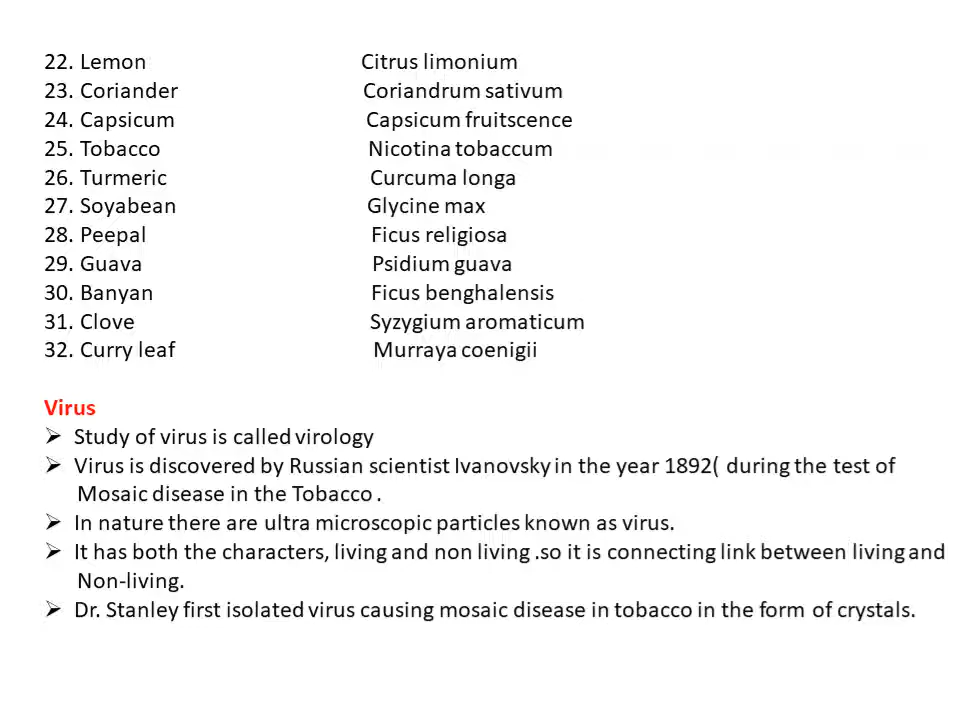 22. Lemon Citrus limonium
23. Coriander Coriandrum sativum
24. Capsicum Capsicum fruitscence
25. Tobacco Nicotina tobaccum
26. Turmeric Curcuma longa
27. Soyabean Glycine max
28. Peepal Ficus religiosa
29. Guava Psidium guava
30. Banyan Ficus benghalensis
31. Clove Syzygium aromaticum
32. Curry leaf Murraya coenigii
Virus
➢ Study of virus is called virology
➢ Virus is discovered by Russian scientist Ivanovsky in the year 1892( during the test of
Mosaic disease in the Tobacco .
➢ In nature there are ultra microscopic particles known as virus.
➢ It has both the characters, living and non living .so it is connecting link between living and
Non-living.
➢ Dr. Stanley first isolated virus causing mosaic disease in tobacco in the form of crystals.